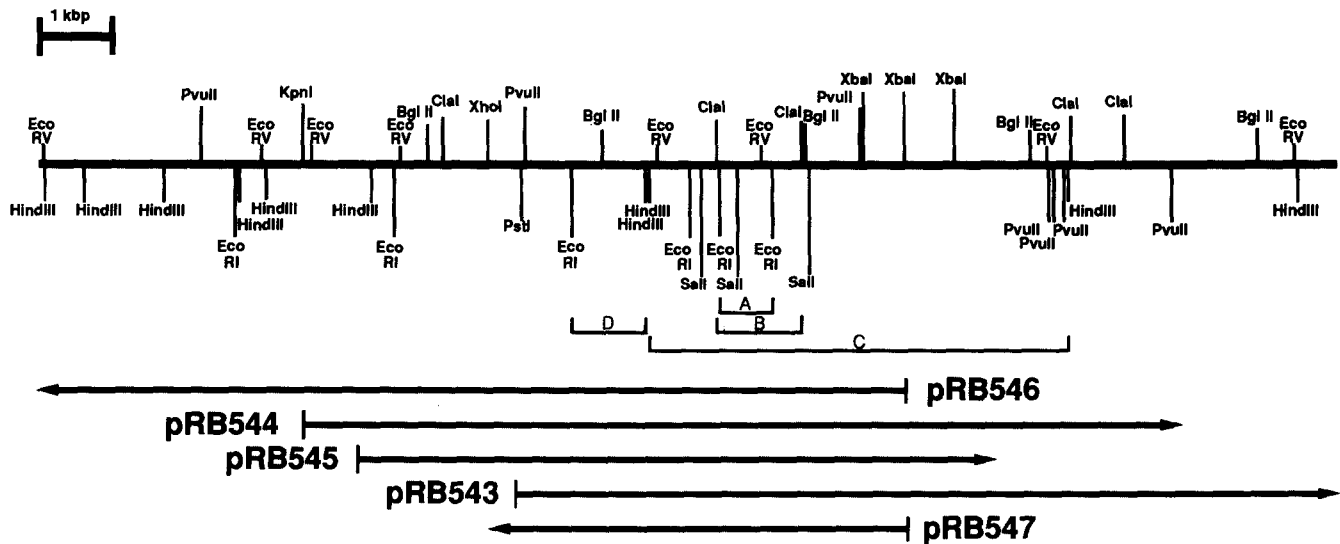 1 kbp
PvuII
KpnI
PvuII
XbaI
XbaI
XbaI
Bgl II
ClaI
XhoI
Bgl II
ClaI
ClaI
Bgl II
PvuII
Bgl II
ClaI
ClaI
Bgl II
Eco
RV
Eco
RV
Eco
RV
Eco
RV
Eco
RV
Eco
RV
Eco
RV
Eco
RV
HindIII
HindIII
HindIII
HindIII
HindIII
HindIII
PstI
HindIII
HindIII
HindIII
HindIII
PvuII
PvuII
PvuII
PvuII
Eco
RI
Eco
RI
Eco
RI
Eco
RI
Eco
RI
Eco
RI
SalI
SalI
SalI
A
D
B
C
pRB546
pRB544
pRB545
pRB543
pRB547